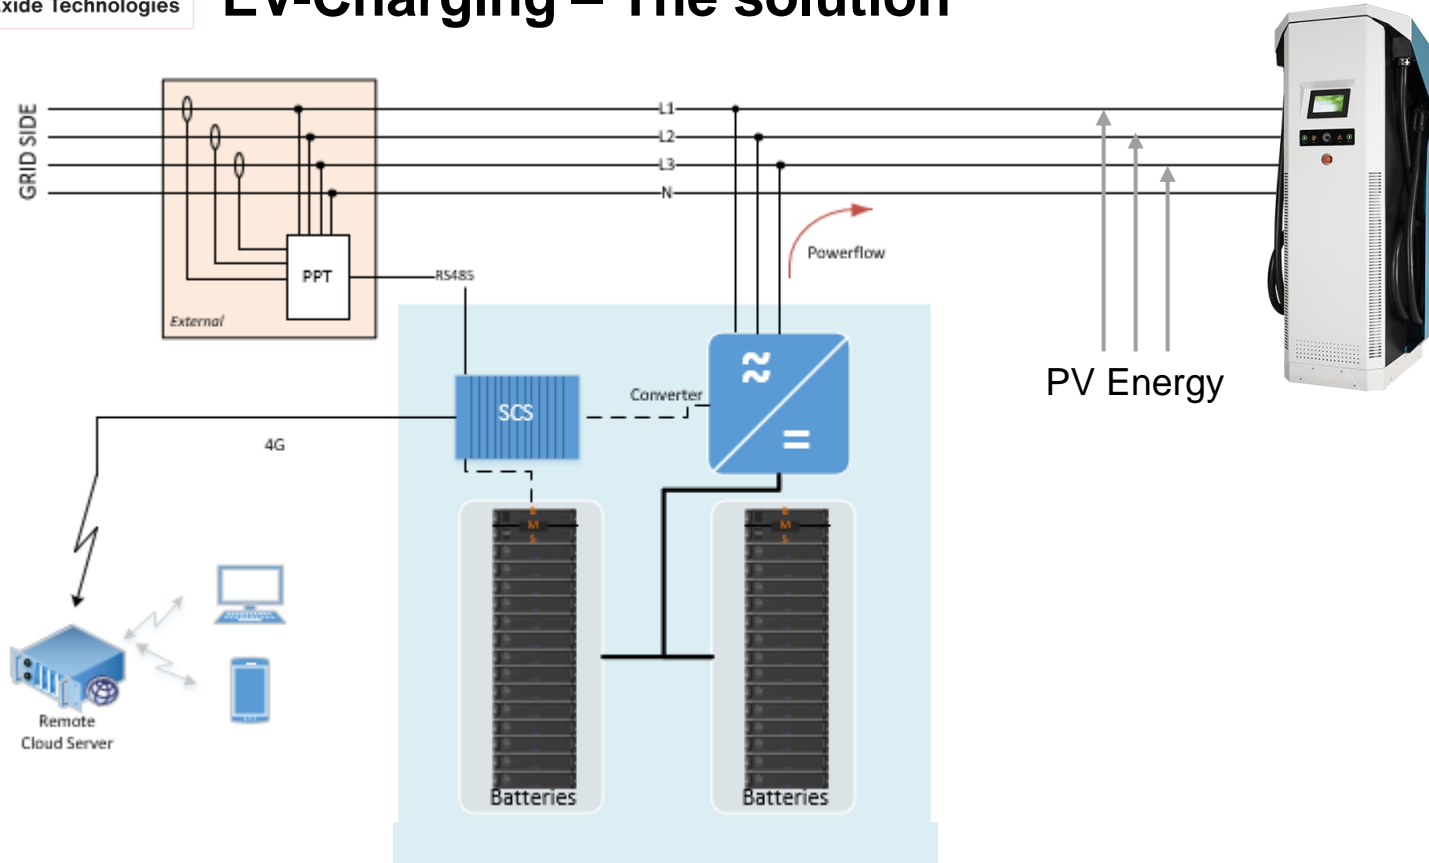 xide Technologies
EV-Charging – The solution
GRID SIDE
L1
L2
L3
N
PPT
External
RS485
Powerflow
PV Energy
SCS
Converter
4G
B
M
S
B
M
S
Remote
Cloud Server
Batteries
Batteries